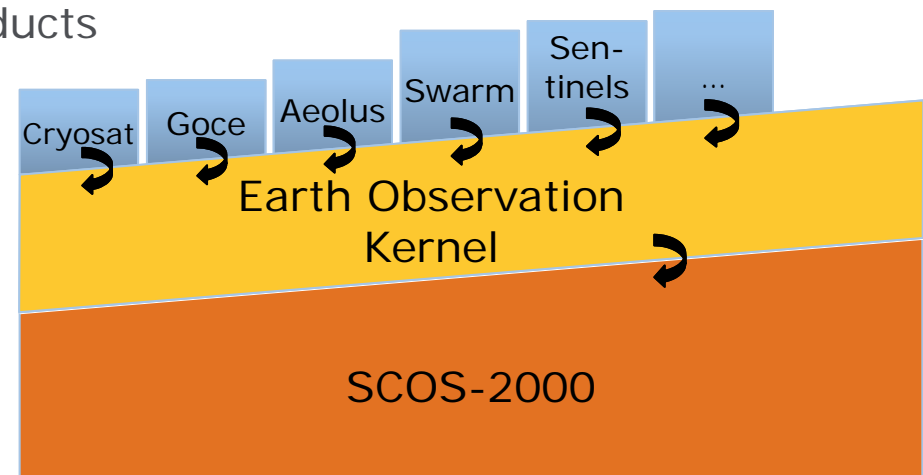 ducts
Cryosat
Goce
Aeolus
Swarm
Sen-
tinels
...
Earth Observation
Kernel
SCOS-2000